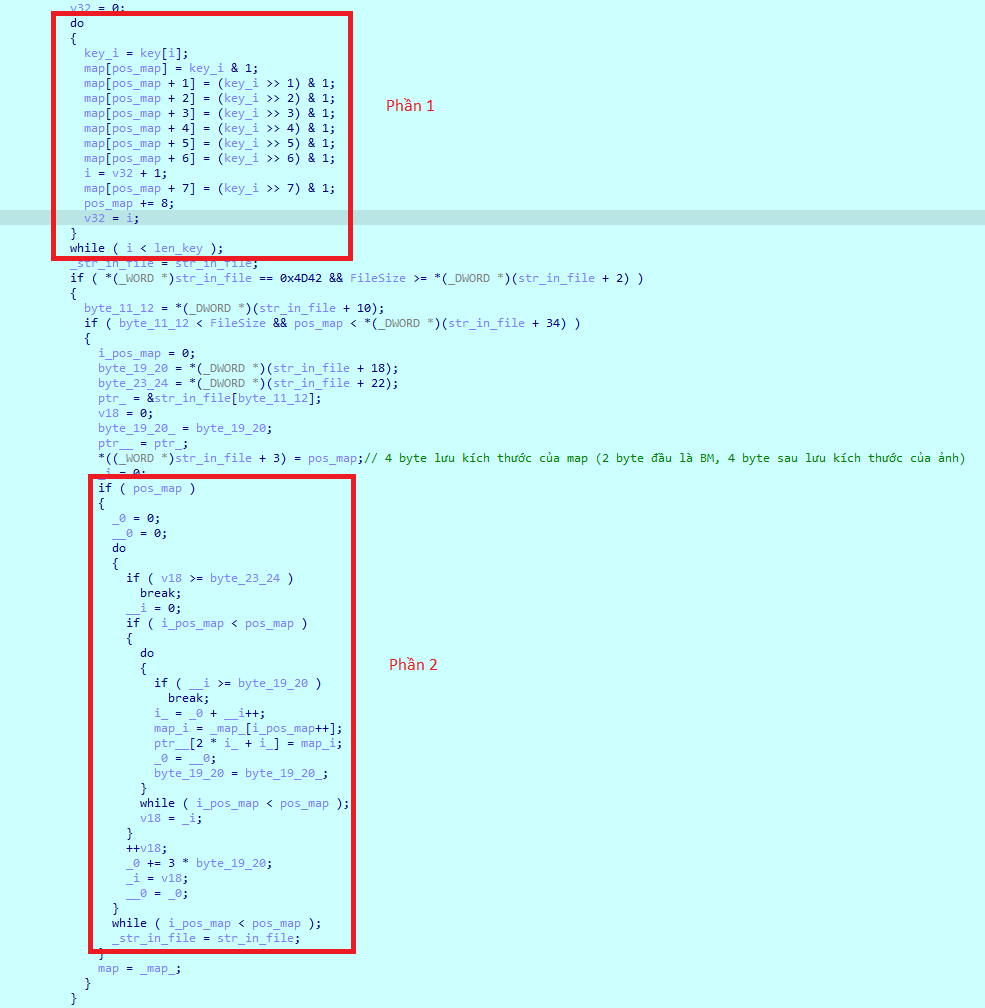 v32 = 0;
do
{
key_i = key[i];
map[pos_map] = key_i & 1;
map[pos_map + 1] = (key_i >> 1) & 1;
map[pos_map + 2] = (key_i >> 2) & 1;
map[pos_map + 3] = (key_i >> 3) & 1;
map[pos_map + 4] = (key_i >> 4) & 1;
map[pos_map + 5] = (key_i >> 5) & 1;
map[pos_map + 6] = (key_i >> 6) & 1;
i = v32 + 1;
map[pos_map + 7] = (key_i >> 7) & 1;
pos_map += 8;
v32 = i;
}
while ( i < len_key );
Phần 1
_str_in_file = str_in_file;
if ( *(_WORD *)str_in_file == 0x4D42 && FileSize >= *(_DWORD *)(str_in_file + 2) )
{
byte_11_12 = *(_DWORD *)(str_in_file + 10);
if ( byte_11_12 < FileSize && pos_map < *(_DWORD *)(str_in_file + 34) )
{
i_pos_map = 0;
byte_19_20 = *(_DWORD *)(str_in_file + 18);
byte_23_24 = *(_DWORD *)(str_in_file + 22);
ptr_ = &str_in_file[byte_11_12];
v18 = 0;
byte_19_20_ = byte_19_20;
ptr__ = ptr_;
*((_WORD *)str_in_file + 3) = pos_map;// 4 byte lưu kích thước của map (2 byte đầu là BM, 4 byte sau lưu kích thước của ảnh)
_i = 0;
if ( pos_map )
{
_0 = 0;
__0 = 0;
do
{
if ( v18 >= byte_23_24 )
break;
__i = 0;
if ( i_pos_map < pos_map )
{
do
{
if ( __i >= byte_19_20 )
break;
i_ = _0 + __i++;
map_i = _map_[i_pos_map++];
ptr__[2 * i_ + i_] = map_i;
_0 = __0;
byte_19_20 = byte_19_20_;
}
while ( i_pos_map < pos_map );
v18 = _i;
}
++v18;
_0 += 3 * byte_19_20;
_i = v18;
__0 = _0;
}
while ( i_pos_map < pos_map );
_str_in_file = str_in_file;
Phần 2
}
map = _map_;
}
}